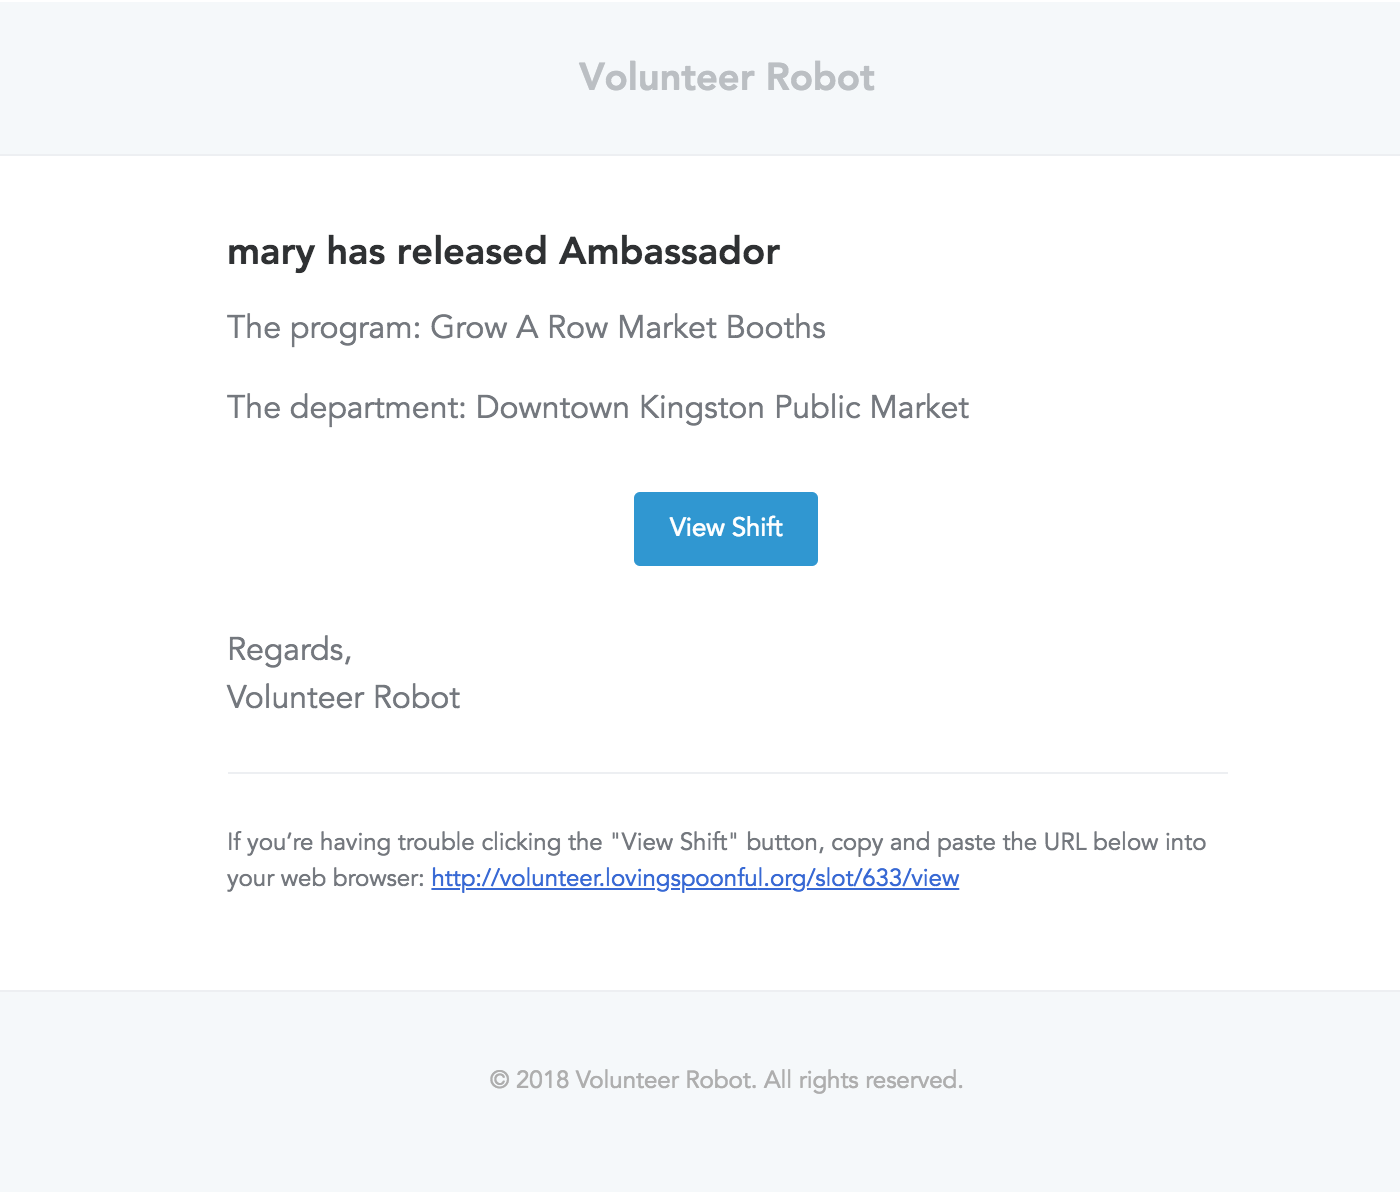 Volunteer Robot
mary has released Ambassador
The program: Grow A Row Market Booths
The department: Downtown Kingston Public Market
View Shift
Regards,
Volunteer Robot
If you’re having trouble clicking the "View Shift" button, copy and paste the URL below into
your web browser: http://volunteer.lovingspoonful.org/slot/633/view
© 2018 Volunteer Robot. All rights reserved.